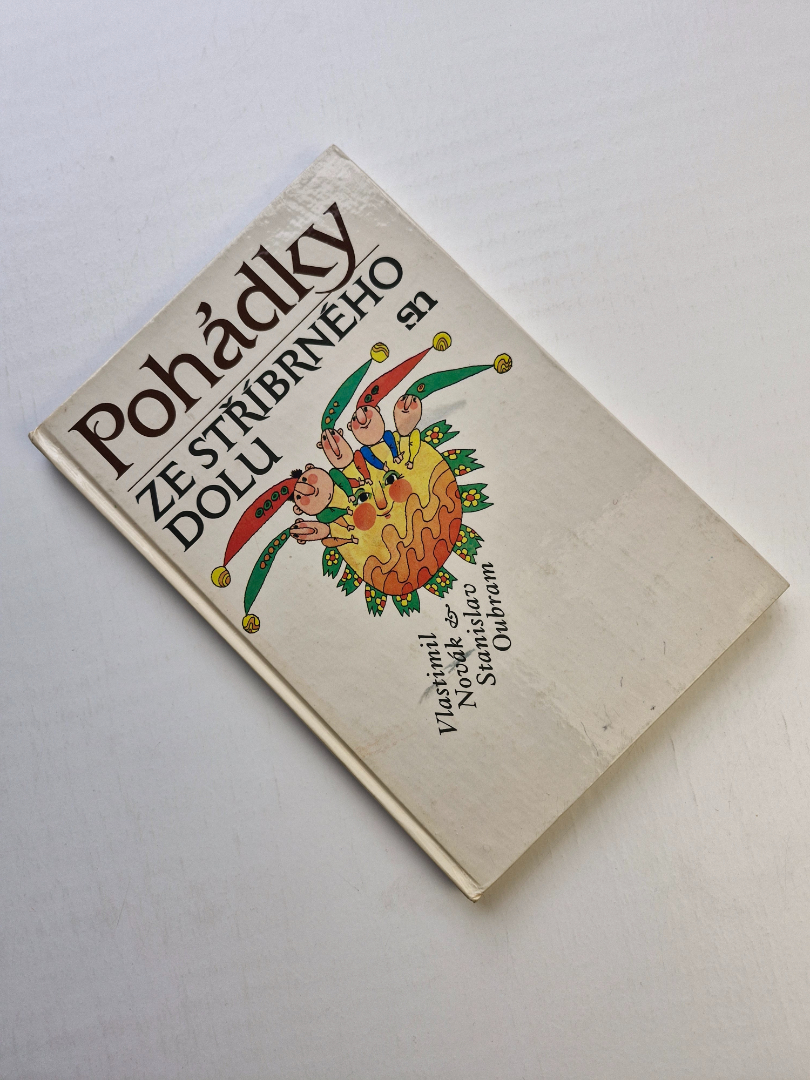 Pohádky
ZE STŘÍBRNÉHO
DOLU
sn
Vlastimil
Novák &
Stanislav
Oubram